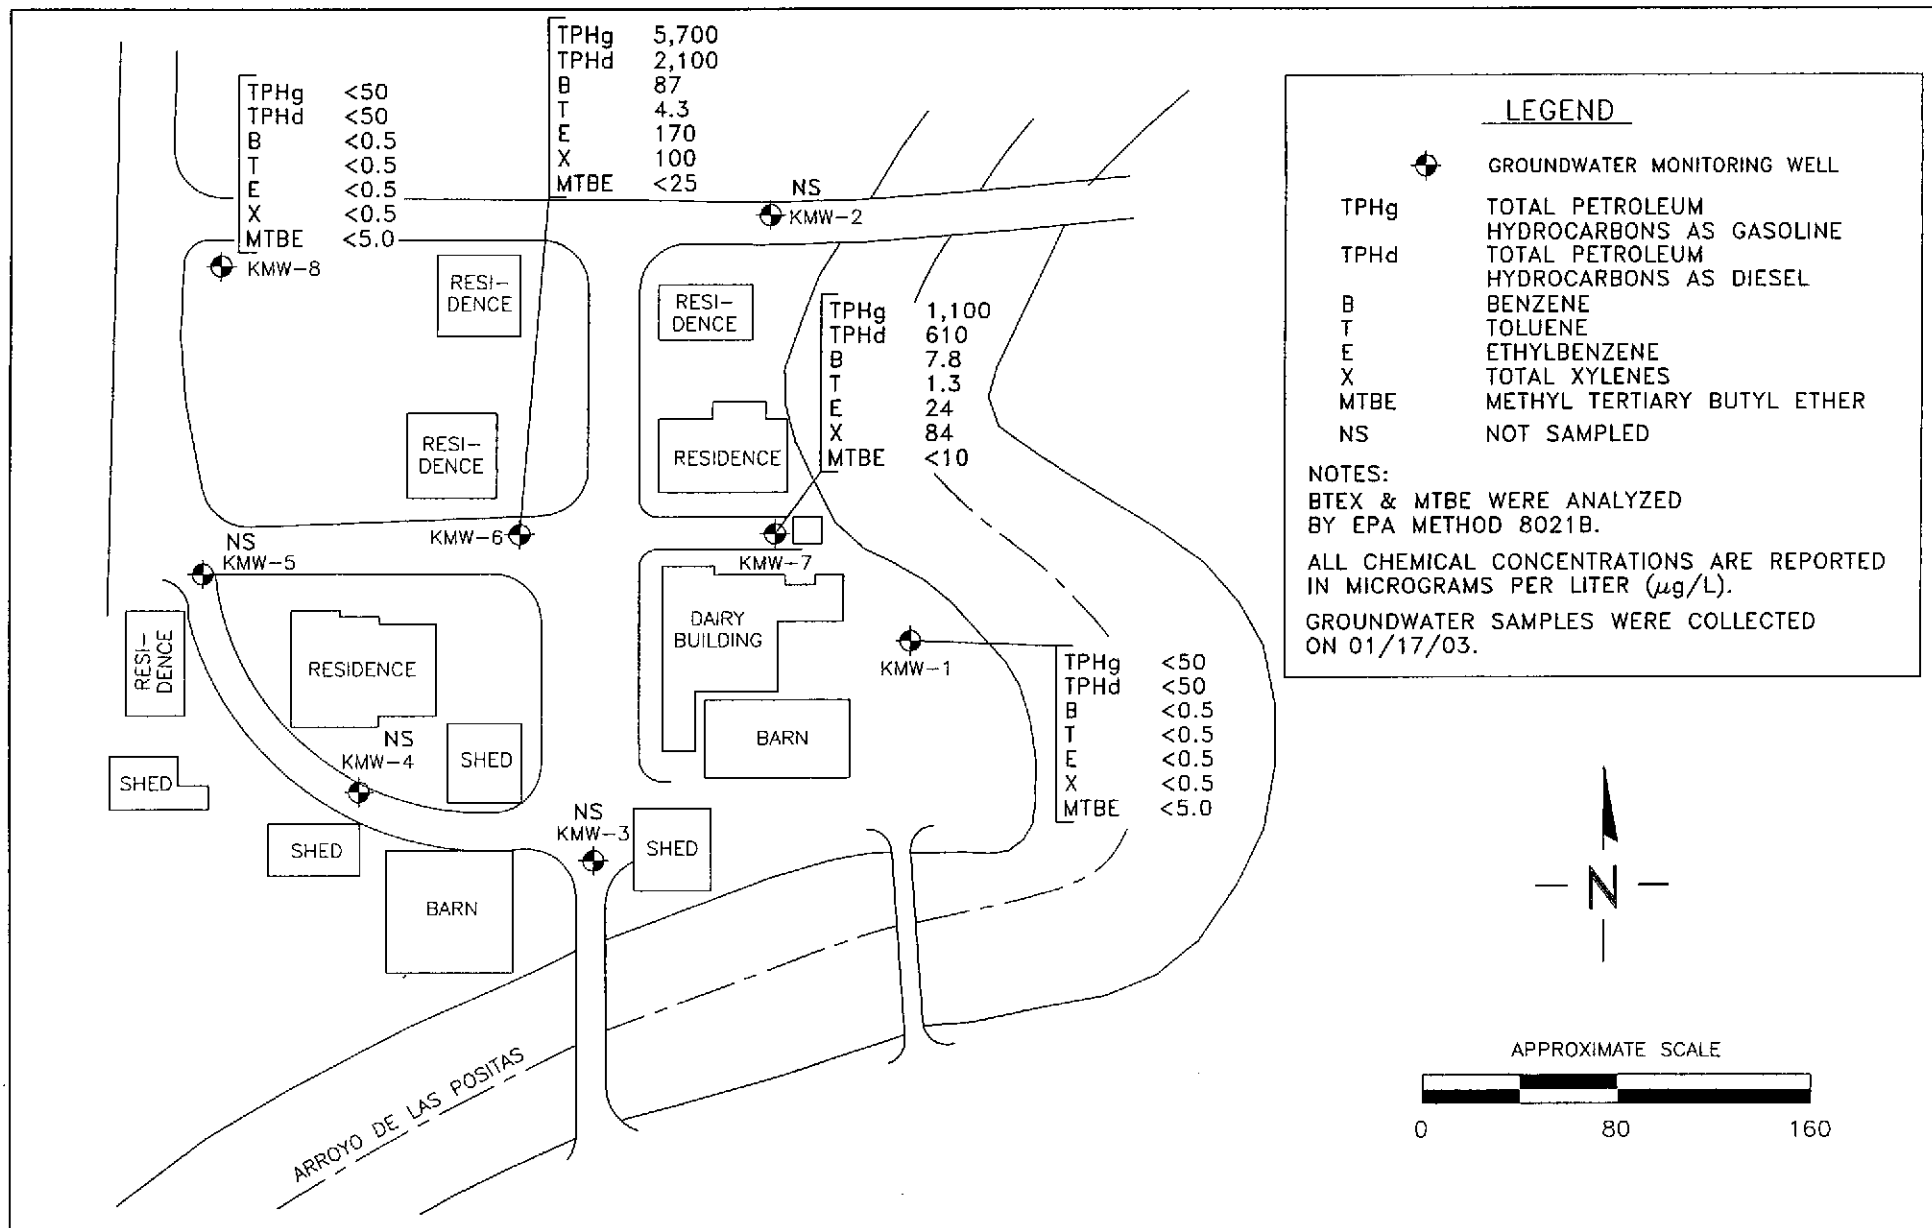 TPHg 5,700
TPHd 2,100
B 87
T 4.3
E 170
X 100
MTBE <25
TPHg <50
TPHd <50
B <0.5
T <0.5
E <0.5
X <0.5
MTBE <5.0
KMW-8
NS
KMW-2
RESI-
DENCE
RESI-
DENCE
TPHg 1,100
TPHd 610
B 7.8
T 1.3
E 24
X 84
MTBE <10
RESI-
DENCE
RESIDENCE
KMW-6
KMW-7
NS
KMW-5
RESI-
DENCE
RESIDENCE
DAIRY
BUILDING
KMW-1
TPHg <50
TPHd <50
B <0.5
T <0.5
E <0.5
X <0.5
MTBE <5.0
NS
KMW-4
SHED
BARN
SHED
NS
KMW-3
SHED
SHED
BARN
ARROYO DE LAS POSITAS
LEGEND
GROUNDWATER MONITORING WELL
TPHg TOTAL PETROLEUM
HYDROCARBONS AS GASOLINE
TPHd TOTAL PETROLEUM
HYDROCARBONS AS DIESEL
B BENZENE
T TOLUENE
E ETHYLBENZENE
X TOTAL XYLENES
MTBE METHYL TERTIARY BUTYL ETHER
NS NOT SAMPLED
NOTES:
BTEX & MTBE WERE ANALYZED
BY EPA METHOD 8021B.
ALL CHEMICAL CONCENTRATIONS ARE REPORTED
IN MICROGRAMS PER LITER (µg/L).
GROUNDWATER SAMPLES WERE COLLECTED
ON 01/17/03.
N
APPROXIMATE SCALE
0 80 160